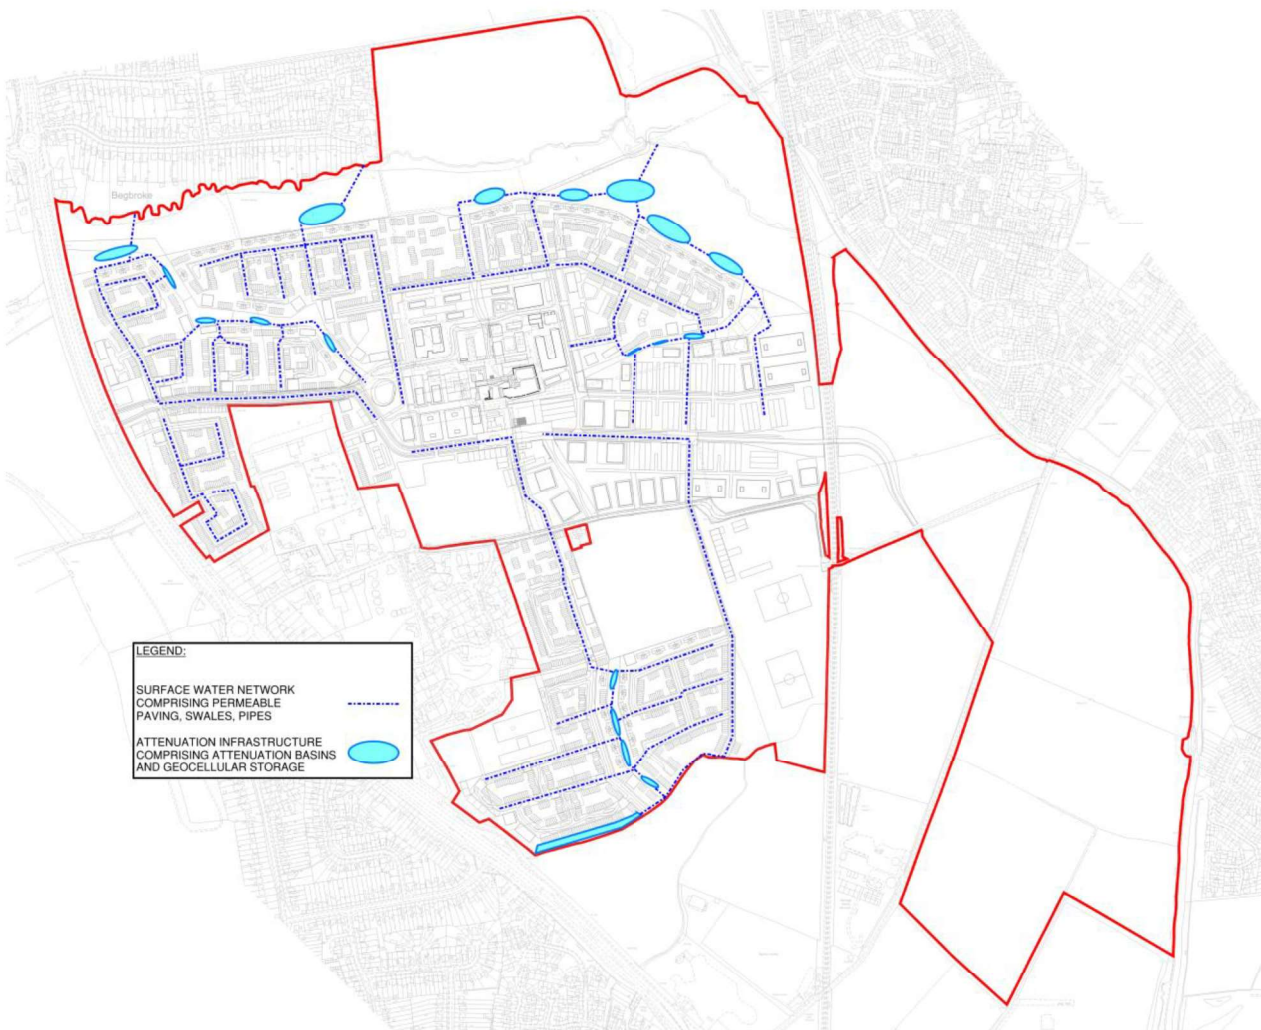 Begbroke
LEGEND:
SURFACE WATER NETWORK
COMPRISING PERMEABLE
PAVING, SWALES, PIPES
ATTENUATION INFRASTRUCTURE
COMPRISING ATTENUATION BASINS
AND GEOCELLULAR STORAGE